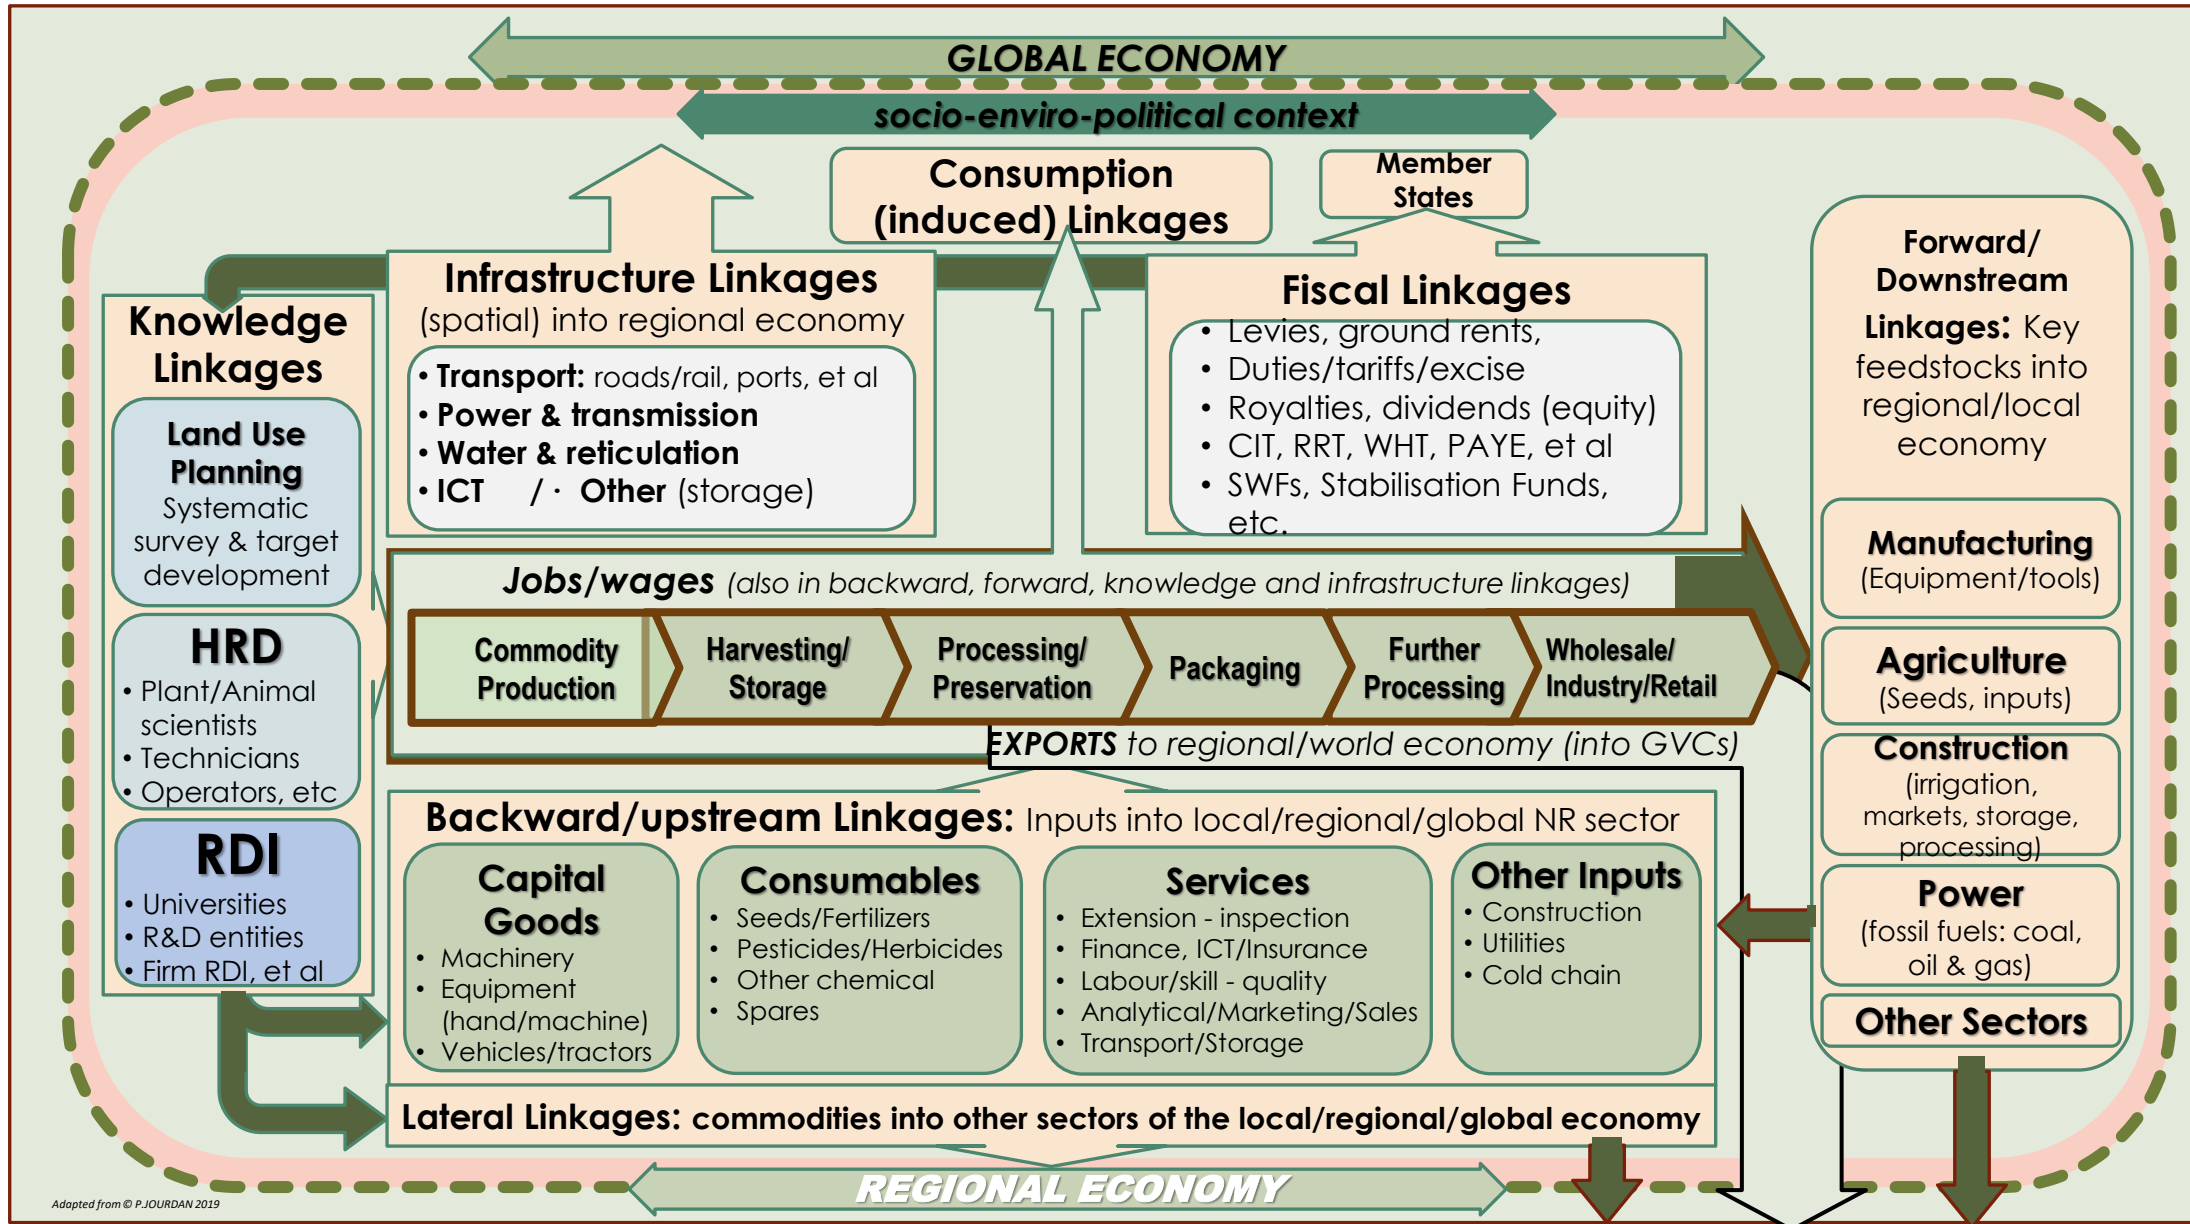 GLOBAL ECONOMY
socio-enviro-political context
Consumption
(induced) Linkages
Member
States
Infrastructure Linkages
(spatial) into regional economy
• Transport: roads/rail, ports, et al
• Power & transmission
• Water & reticulation
• ICT / · Other (storage)
Fiscal Linkages
• Levies, ground rents,
• Duties/tariffs/excise
• Royalties, dividends (equity)
• CIT, RRT, WHT, PAYE, et al
• SWFs, Stabilisation Funds,
etc.
Knowledge
Linkages
Land Use
Planning
Systematic
survey & target
development
HRD
• Plant/Animal
scientists
• Technicians
• Operators, etc
RDI
• Universities
• R&D entities
• Firm RDI, et al
Jobs/wages (also in backward, forward, knowledge and infrastructure linkages)
Commodity
Production
Harvesting/
Storage
Processing/
Preservation
Packaging
Further
Processing
Wholesale/
Industry/Retail
EXPORTS to regional/world economy (into GVCs)
Backward/upstream Linkages: Inputs into local/regional/global NR sector
Capital
Goods
• Machinery
• Equipment
(hand/machine)
• Vehicles/tractors
Consumables
• Seeds/Fertilizers
• Pesticides/Herbicides
• Other chemical
• Spares
Services
• Extension - inspection
• Finance, ICT/Insurance
• Labour/skill - quality
• Analytical/Marketing/Sales
• Transport/Storage
Other Inputs
• Construction
• Utilities
• Cold chain
Lateral Linkages: commodities into other sectors of the local/regional/global economy
Forward/
Downstream
Linkages: Key
feedstocks into
regional/local
economy
Manufacturing
(Equipment/tools)
Agriculture
(Seeds, inputs)
Construction
(irrigation,
markets, storage,
processing)
Power
(fossil fuels: coal,
oil & gas)
Other Sectors
REGIONAL ECONOMY
Adapted from © P.JOURDAN 2019